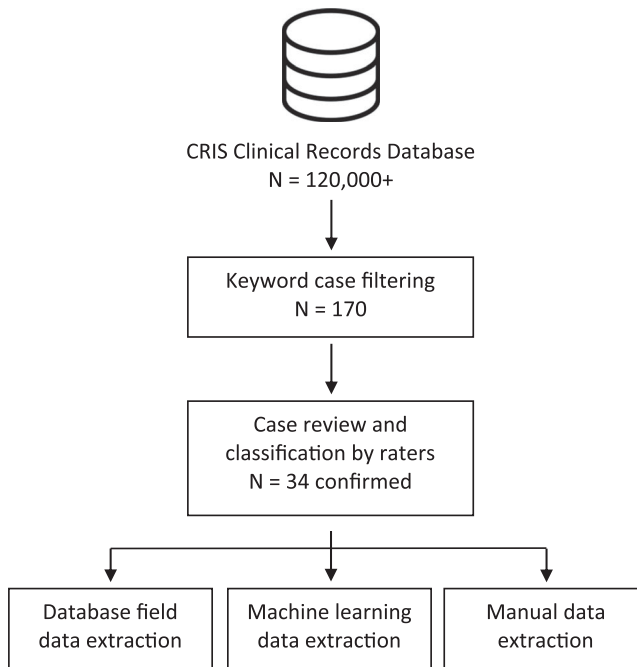 CRIS Clinical Records Database
N = 120,000+
Keyword case filtering
N = 170
Case review and
classification by raters
N = 34 confirmed
Database field
data extraction
Machine learning
data extraction
Manual data
extraction